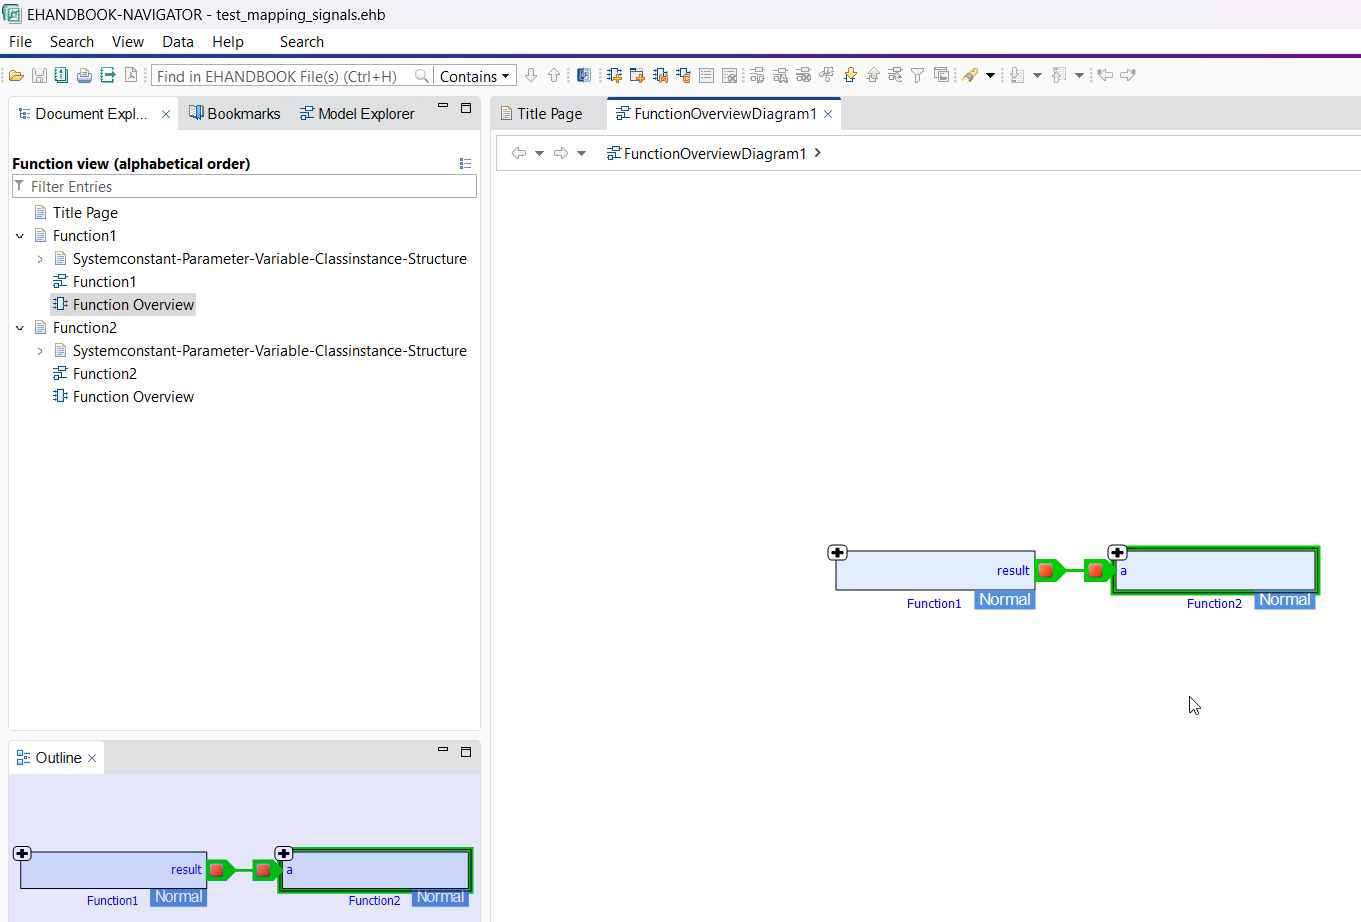 EHANDBOOK-NAVIGATOR - test_mapping_signals.ehb
File Search View Data Help Search
Find in EHANDBOOK File(s) (Ctrl+H) Contains
Document Expl... Bookmarks Model Explorer
Function view (alphabetical order)
Filter Entries
Title Page
Function1
Systemconstant-Parameter-Variable-Classinstance-Structure
Function1
Function Overview
Function2
Systemconstant-Parameter-Variable-Classinstance-Structure
Function2
Function Overview
Title Page FunctionOverviewDiagram1
FunctionOverviewDiagram1
result a
Function1 Normal Function2 Normal
Outline
result a
Function1 Normal Function2 Normal